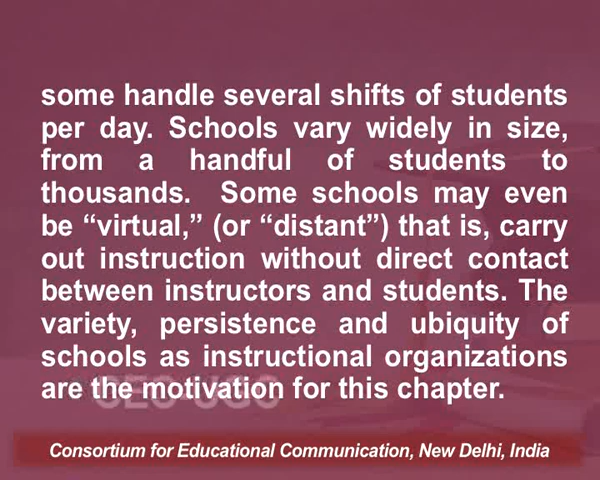 some handle several shifts of students
per day. Schools vary widely in size,
from a handful of students to
thousands. Some schools may even
be “virtual,” (or “distant”) that is, carry
out instruction without direct contact
between instructors and students. The
variety, persistence and ubiquity of
schools as instructional organizations
are the motivation for this chapter.
CEC-UGC
Consortium for Educational Communication, New Delhi, India